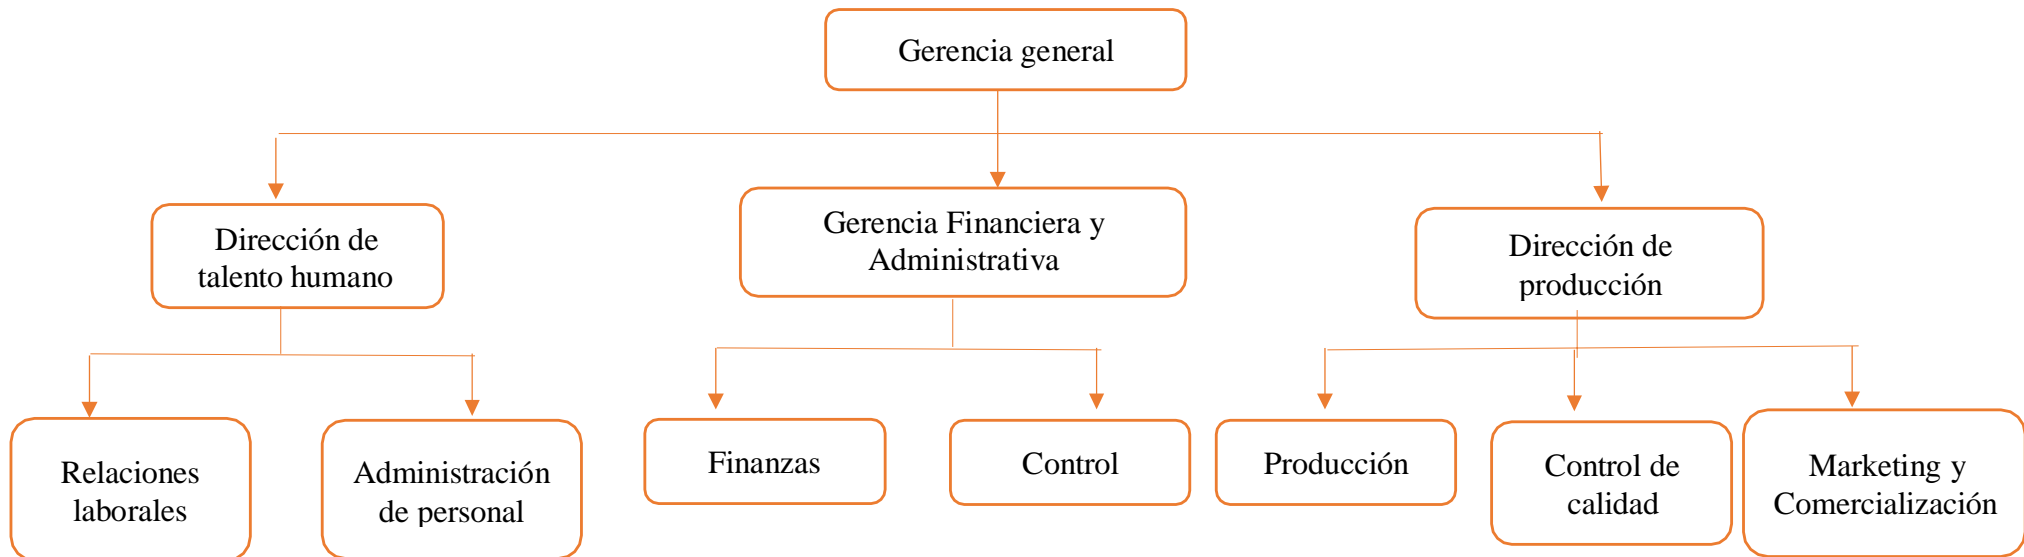 Gerencia general
Dirección de
talento humano
Gerencia Financiera y
Administrativa
Dirección de
producción
Relaciones
laborales
Administración
de personal
Finanzas
Control
Producción
Control de
calidad
Marketing y
Comercialización